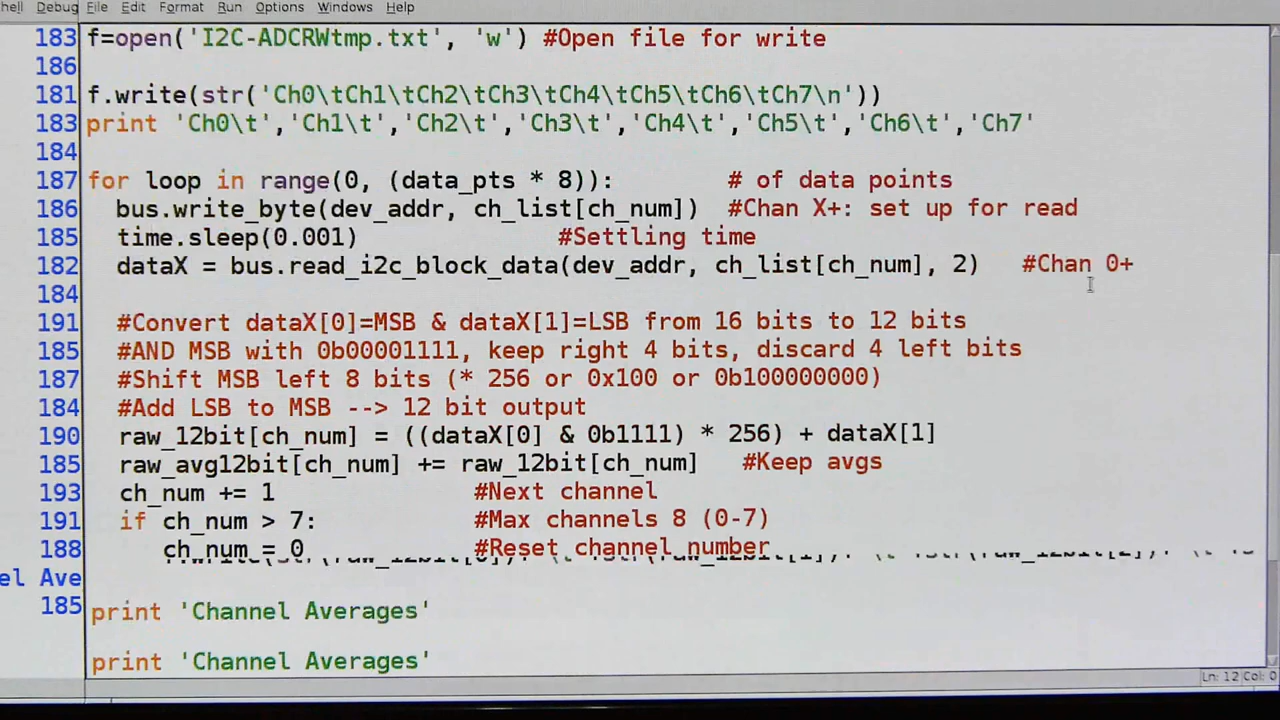 hell Debug File Edit Format Run Options Windows Help
183 f=open('I2C-ADCRWtmp.txt', 'w') #Open file for write
186
181 f.write(str('Ch0\tCh1\tCh2\tCh3\tCh4\tCh5\tCh6\tCh7\n'))
183 print 'Ch0\t','Ch1\t','Ch2\t','Ch3\t','Ch4\t','Ch5\t','Ch6\t','Ch7'
184
187 for loop in range(0, (data_pts * 8)): # of data points
186 bus.write_byte(dev_addr, ch_list[ch_num]) #Chan X+: set up for read
185 time.sleep(0.001) #Settling time
182 dataX = bus.read_i2c_block_data(dev_addr, ch_list[ch_num], 2) #Chan 0+
184
191 #Convert dataX[0]=MSB & dataX[1]=LSB from 16 bits to 12 bits
185 #AND MSB with 0b00001111, keep right 4 bits, discard 4 left bits
187 #Shift MSB left 8 bits (* 256 or 0x100 or 0b100000000)
184 #Add LSB to MSB --> 12 bit output
190 raw_12bit[ch_num] = ((dataX[0] & 0b1111) * 256) + dataX[1]
185 raw_avg12bit[ch_num] += raw_12bit[ch_num] #Keep avgs
193 ch_num += 1 #Next channel
191 if ch_num > 7: #Max channels 8 (0-7)
188 ch_num = 0 #Reset channel number
el Ave
185 print 'Channel Averages'
print 'Channel Averages'
Ln: 12 Col: 0